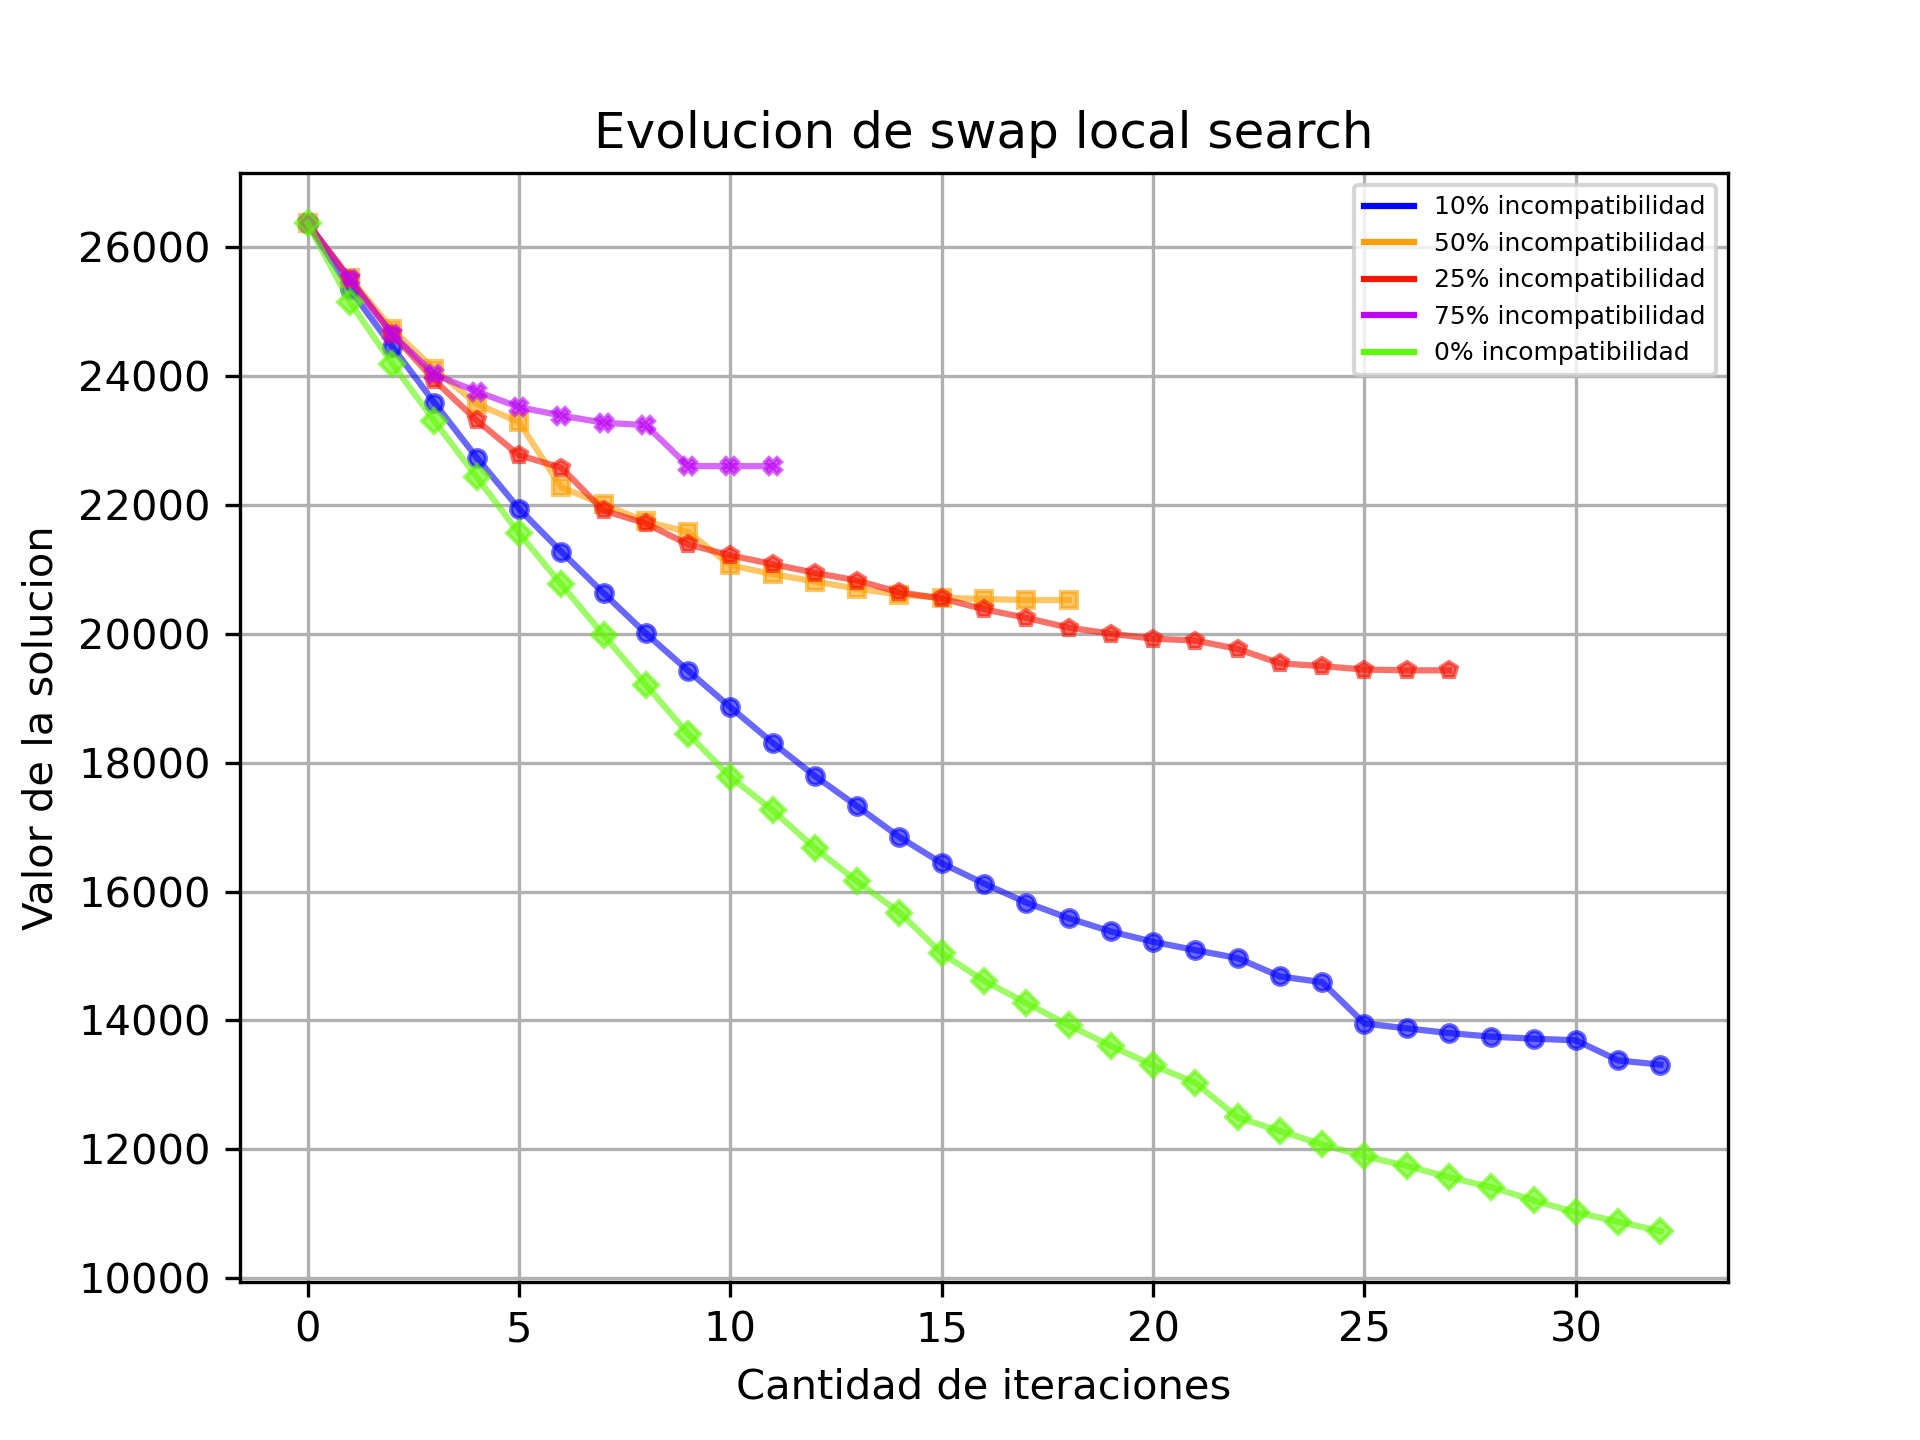 Evolucion de swap local search
10% incompatibilidad
50% incompatibilidad
25% incompatibilidad
75% incompatibilidad
0% incompatibilidad
Valor de la solucion
26000
24000
22000
20000
18000
16000
14000
12000
10000
0 5 10 15 20 25 30
Cantidad de iteraciones